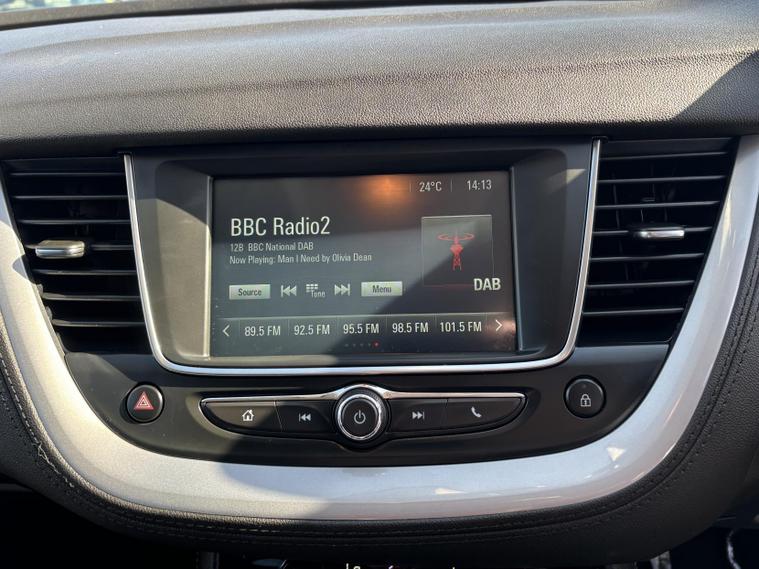 24°C 14:13
BBC Radio2
12B BBC National DAB
Now Playing: Man I Need by Olivia Dean
DAB
Source Tune Menu
89.5 FM 92.5 FM 95.5 FM 98.5 FM 101.5 FM